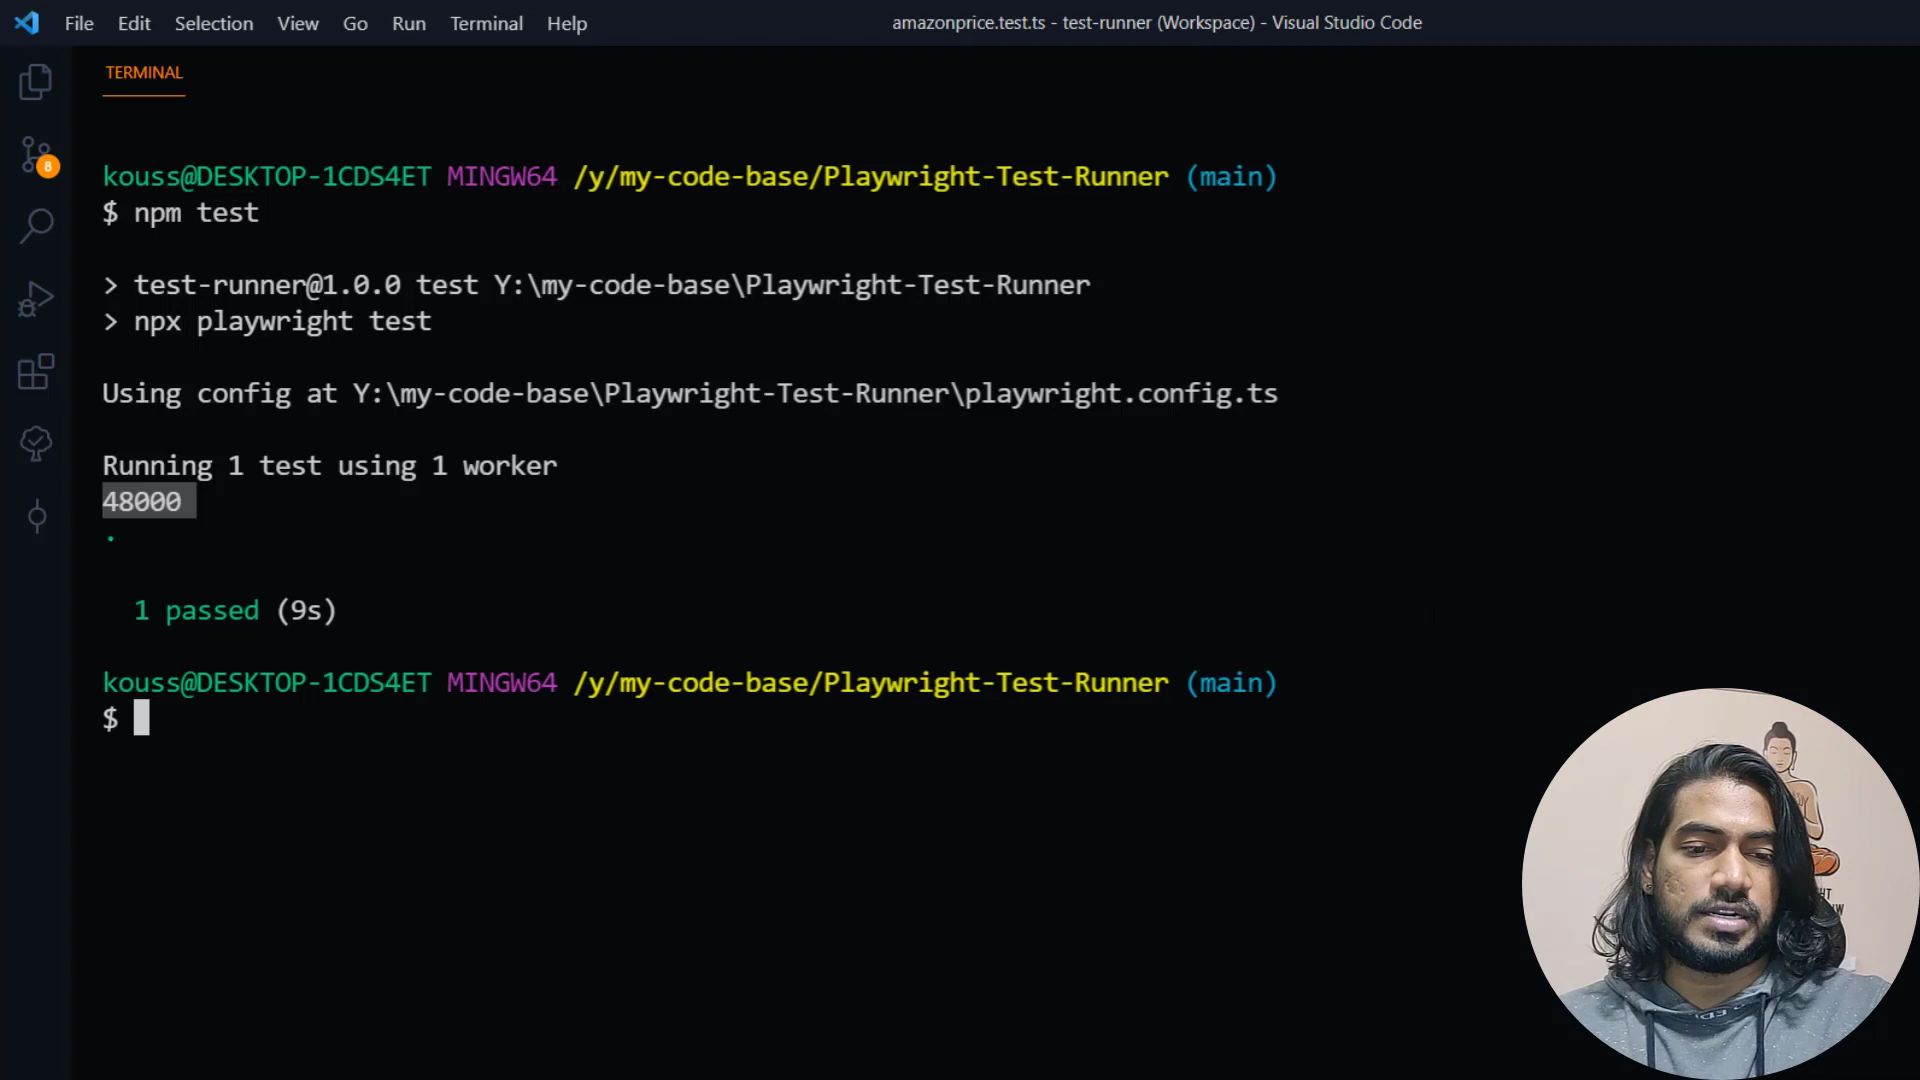 File Edit Selection View Go Run Terminal Help
amazonprice.test.ts - test-runner (Workspace) - Visual Studio Code
TERMINAL
8
kouss@DESKTOP-1CDS4ET MINGW64 /y/my-code-base/Playwright-Test-Runner (main)
$ npm test
> test-runner@1.0.0 test Y:\my-code-base\Playwright-Test-Runner
> npx playwright test
Using config at Y:\my-code-base\Playwright-Test-Runner\playwright.config.ts
Running 1 test using 1 worker
48000
·
1 passed (9s)
kouss@DESKTOP-1CDS4ET MINGW64 /y/my-code-base/Playwright-Test-Runner (main)
$